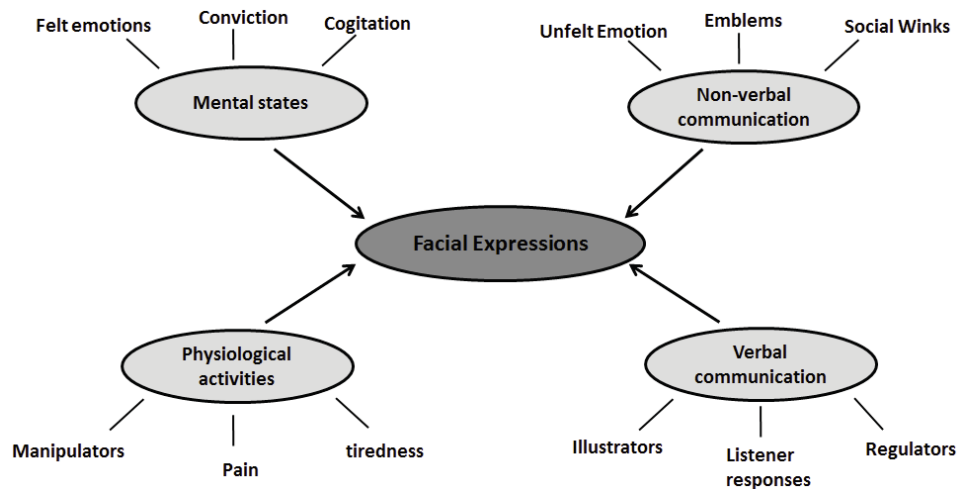 Felt emotions
Conviction
Cogitation
Mental states
Unfelt Emotion
Emblems
Social Winks
Non-verbal
communication
Facial Expressions
Physiological
activities
Manipulators
Pain
tiredness
Verbal
communication
Illustrators
Listener
responses
Regulators